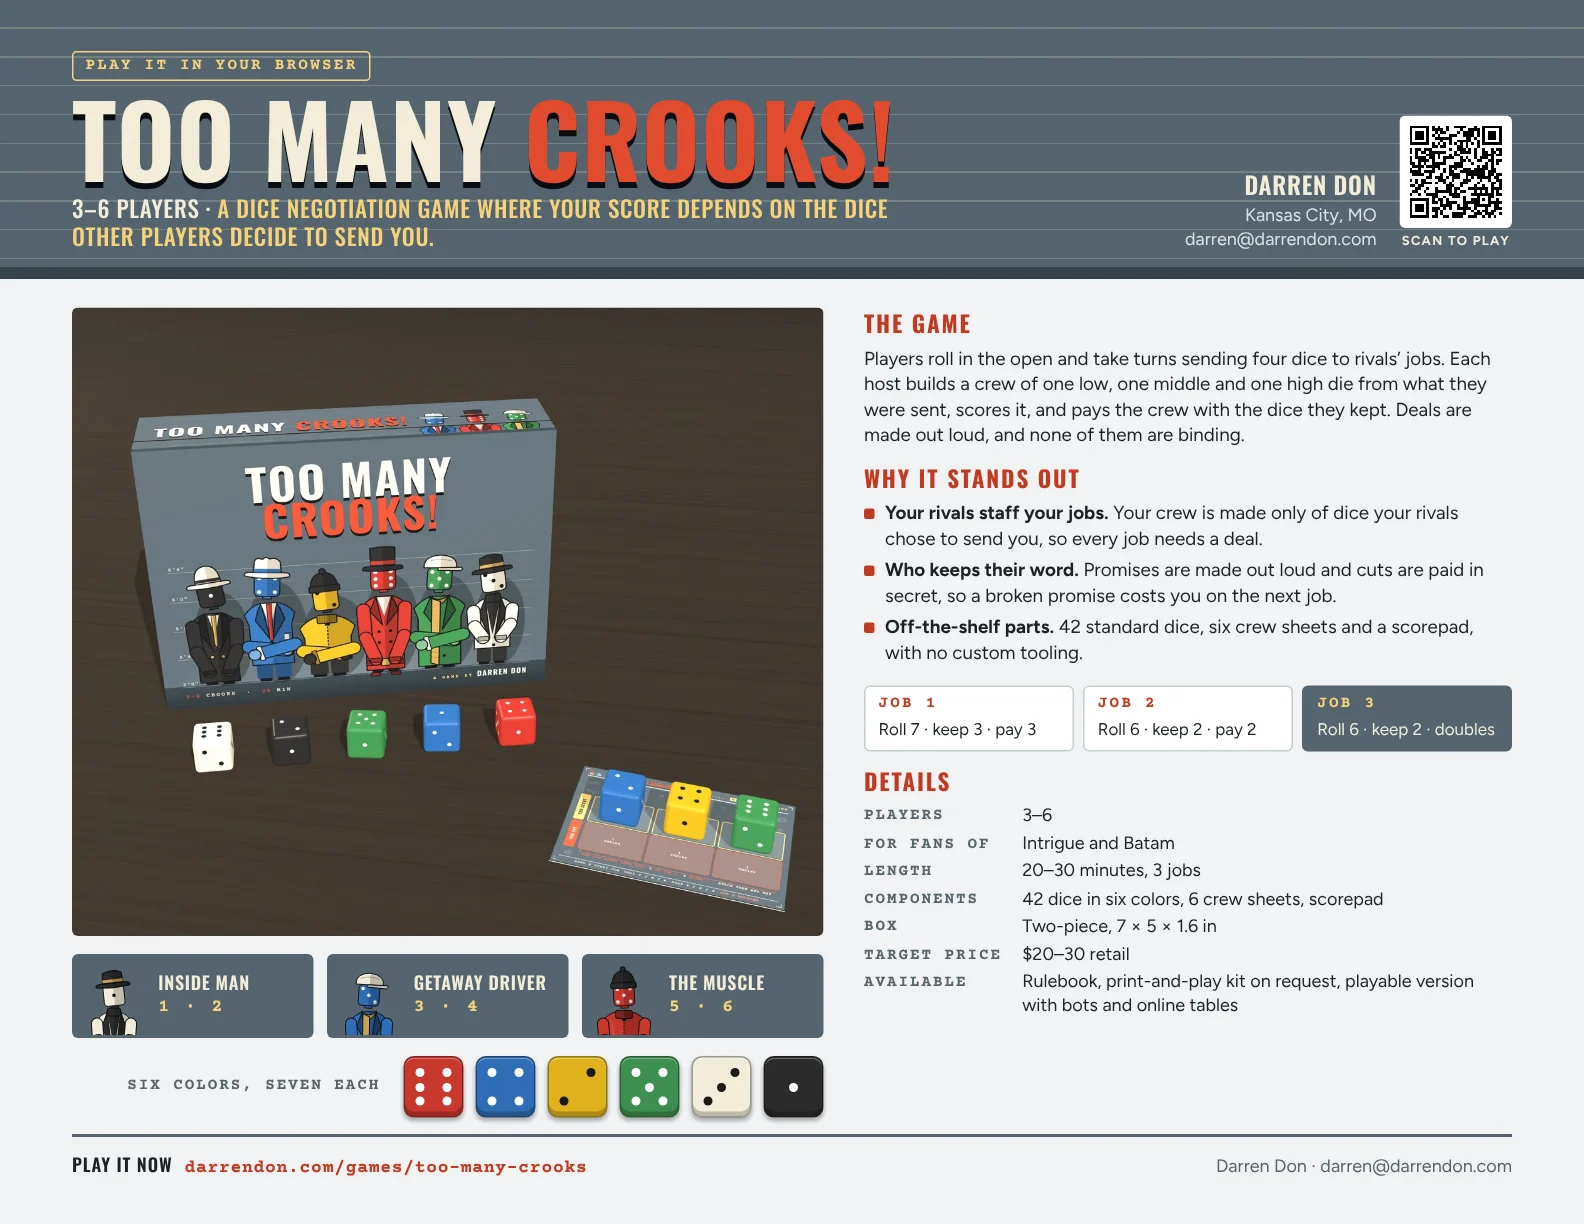 PLAY IT IN YOUR BROWSER
TOO MANY CROOKS!
3–6 PLAYERS · A DICE NEGOTIATION GAME WHERE YOUR SCORE DEPENDS ON THE DICE
OTHER PLAYERS DECIDE TO SEND YOU.
DARREN DON
Kansas City, MO
darren@darrendon.com
SCAN TO PLAY
TOO MANY CROOKS!
TOO MANY
CROOKS!
A GAME BY DARREN DON
THE GAME
Players roll in the open and take turns sending four dice to rivals’ jobs. Each
host builds a crew of one low, one middle and one high die from what they
were sent, scores it, and pays the crew with the dice they kept. Deals are
made out loud, and none of them are binding.
WHY IT STANDS OUT
Your rivals staff your jobs. Your crew is made only of dice your rivals
chose to send you, so every job needs a deal.
Who keeps their word. Promises are made out loud and cuts are paid in
secret, so a broken promise costs you on the next job.
Off-the-shelf parts. 42 standard dice, six crew sheets and a scorepad,
with no custom tooling.
JOB 1
Roll 7 · keep 3 · pay 3
JOB 2
Roll 6 · keep 2 · pay 2
JOB 3
Roll 6 · keep 2 · doubles
DETAILS
PLAYERS 3–6
FOR FANS OF Intrigue and Batam
LENGTH 20–30 minutes, 3 jobs
COMPONENTS 42 dice in six colors, 6 crew sheets, scorepad
BOX Two-piece, 7 × 5 × 1.6 in
TARGET PRICE $20–30 retail
AVAILABLE Rulebook, print-and-play kit on request, playable version
with bots and online tables
INSIDE MAN
1 · 2
GETAWAY DRIVER
3 · 4
THE MUSCLE
5 · 6
SIX COLORS, SEVEN EACH
PLAY IT NOW darrendon.com/games/too-many-crooks
Darren Don · darren@darrendon.com